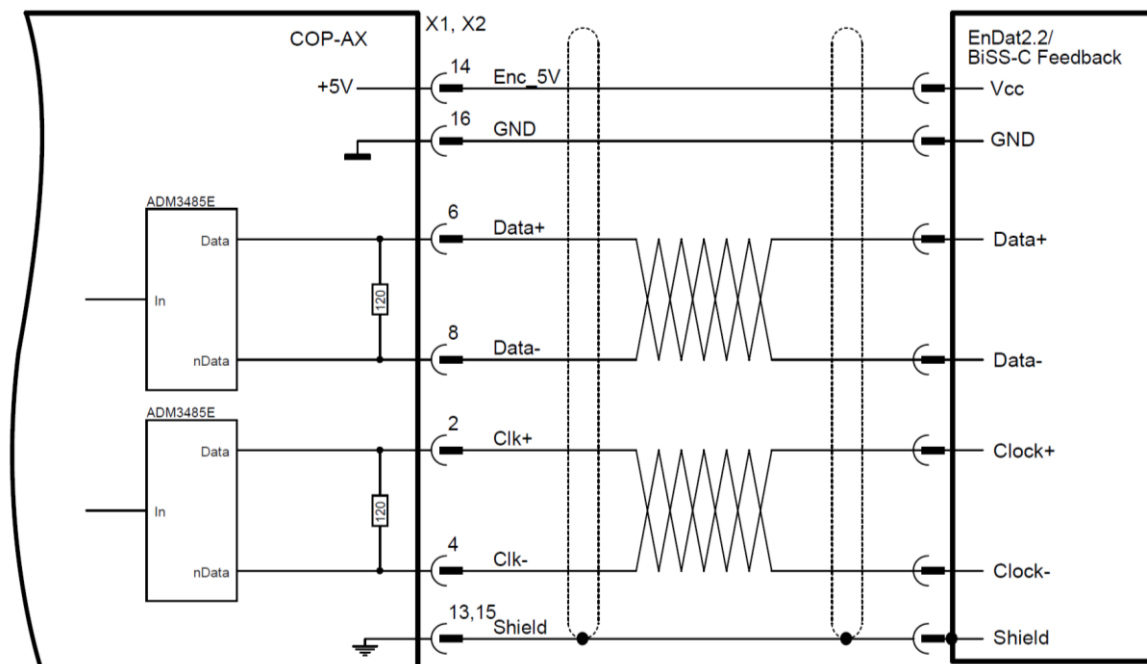 COP-AX
X1, X2
EnDat2.2/
BiSS-C Feedback
+5V
14
Enc_5V
Vcc
16
GND
GND
ADM3485E
Data
In
nData
120
6
Data+
Data+
8
Data-
Data-
ADM3485E
Data
In
nData
120
2
Clk+
Clock+
4
Clk-
Clock-
13,15
Shield
Shield